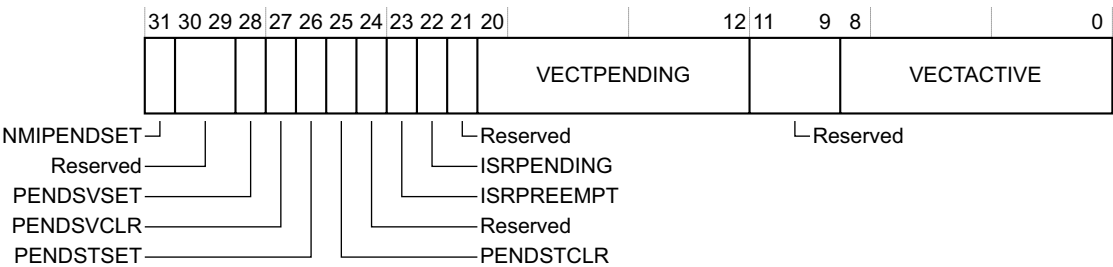 31 30 29 28 27 26 25 24 23 22 21 20 12 11 9 8 0
VECTPENDING VECTACTIVE
NMIPENDSET Reserved Reserved
Reserved ISRPENDING
PENDSVSET ISRPREEMPT
PENDSVCLR Reserved
PENDSTSET PENDSTCLR